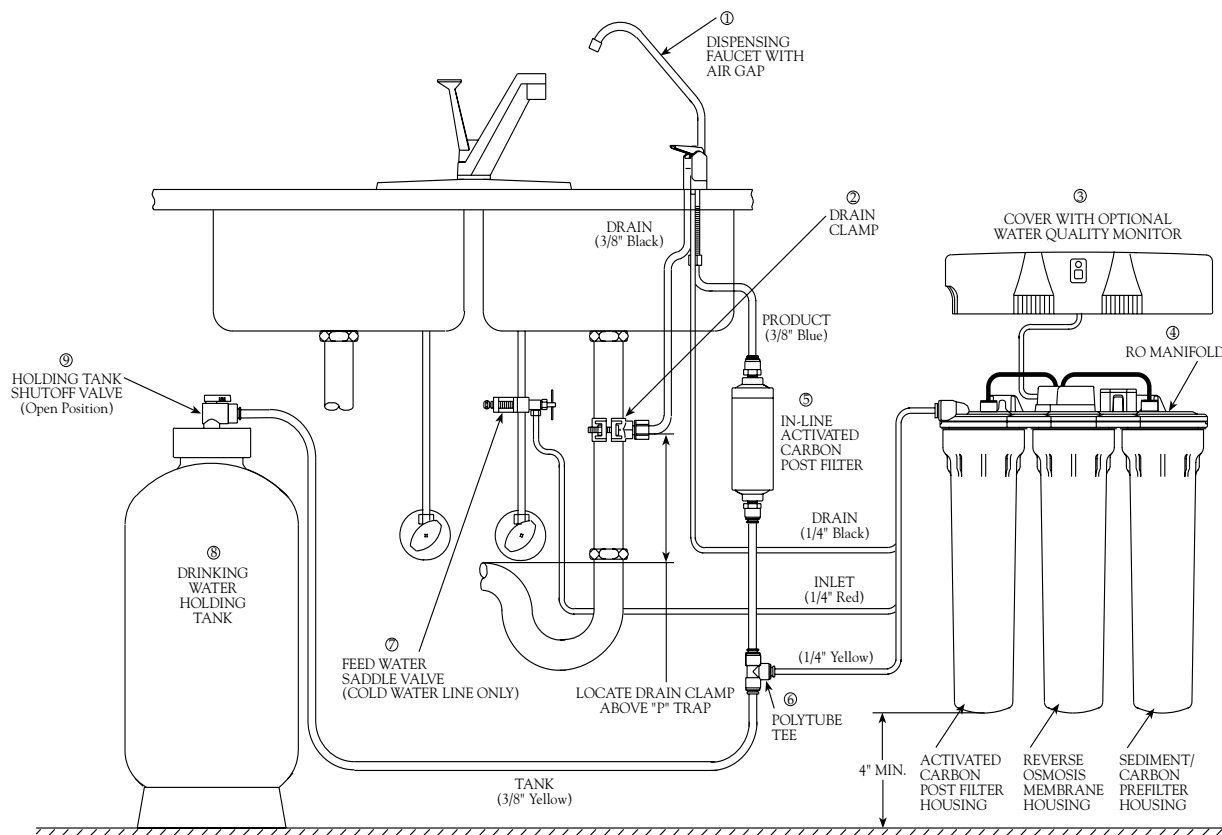 ①
DISPENSING
FAUCET WITH
AIR GAP
②
DRAIN
CLAMP
DRAIN
(3/8" Black)
③
COVER WITH OPTIONAL
WATER QUALITY MONITOR
PRODUCT
(3/8" Blue)
④
RO MANIFOLD
⑨
HOLDING TANK
SHUTOFF VALVE
(Open Position)
⑤
IN-LINE
ACTIVATED
CARBON
POST FILTER
DRAIN
(1/4" Black)
⑧
DRINKING
WATER
HOLDING
TANK
INLET
(1/4" Red)
⑦
FEED WATER
SADDLE VALVE
(COLD WATER LINE ONLY)
(1/4" Yellow)
LOCATE DRAIN CLAMP
ABOVE "P" TRAP
⑥
POLYTUBE
TEE
TANK
(3/8" Yellow)
4" MIN.
ACTIVATED
CARBON
POST FILTER
HOUSING
REVERSE
OSMOSIS
MEMBRANE
HOUSING
SEDIMENT/
CARBON
PREFILTER
HOUSING